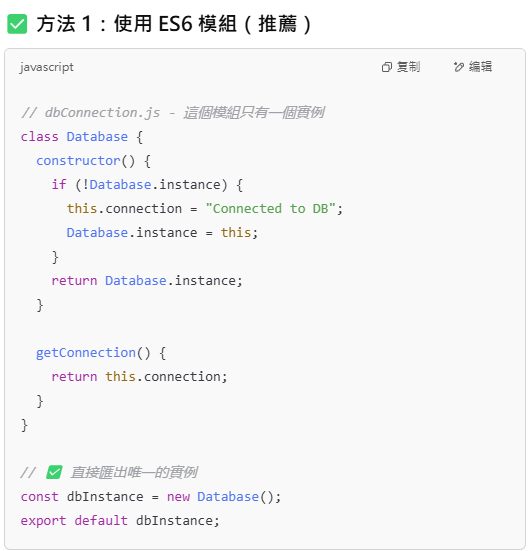 ✅ 方法 1：使用 ES6 模組（推薦）
javascript 复制 编辑
// dbConnection.js - 這個模組只有一個實例
class Database {
  constructor() {
    if (!Database.instance) {
      this.connection = "Connected to DB";
      Database.instance = this;
    }
    return Database.instance;
  }

  getConnection() {
    return this.connection;
  }
}

// ✅ 直接匯出唯一的實例
const dbInstance = new Database();
export default dbInstance;